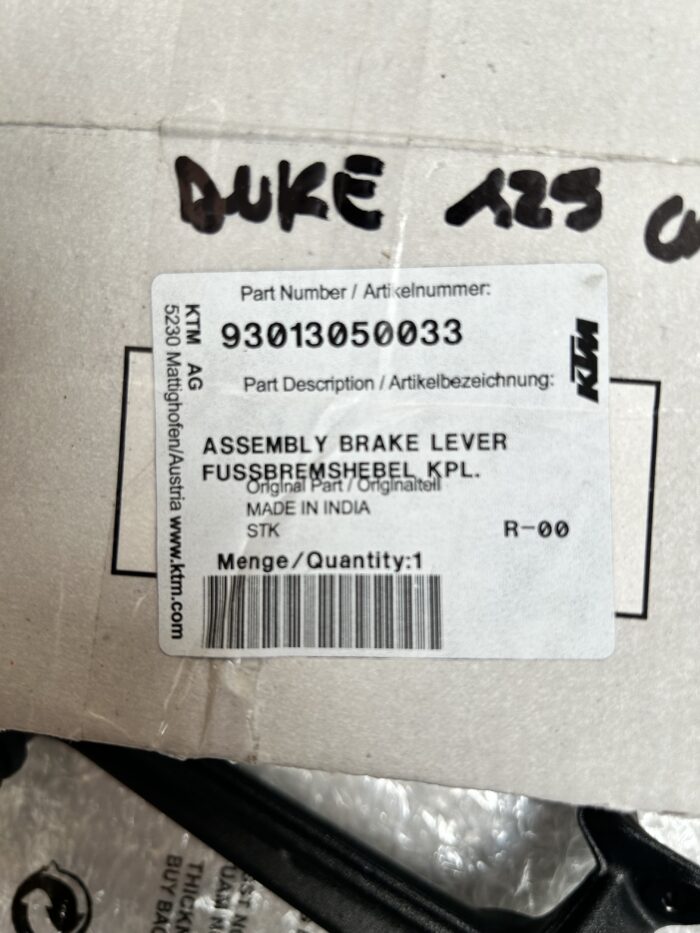 DUKE 125
Part Number / Artikelnummer:
93013050033
Part Description / Artikelbezeichnung:
KTM
KTM AG
5230 Mattighofen/Austria www.ktm.com
ASSEMBLY BRAKE LEVER
FUSSBREMSHEBEL KPL.
Original Part / Originalteil
MADE IN INDIA
STK
R-00
Menge/Quantity:1
THICKN
BUY BAC